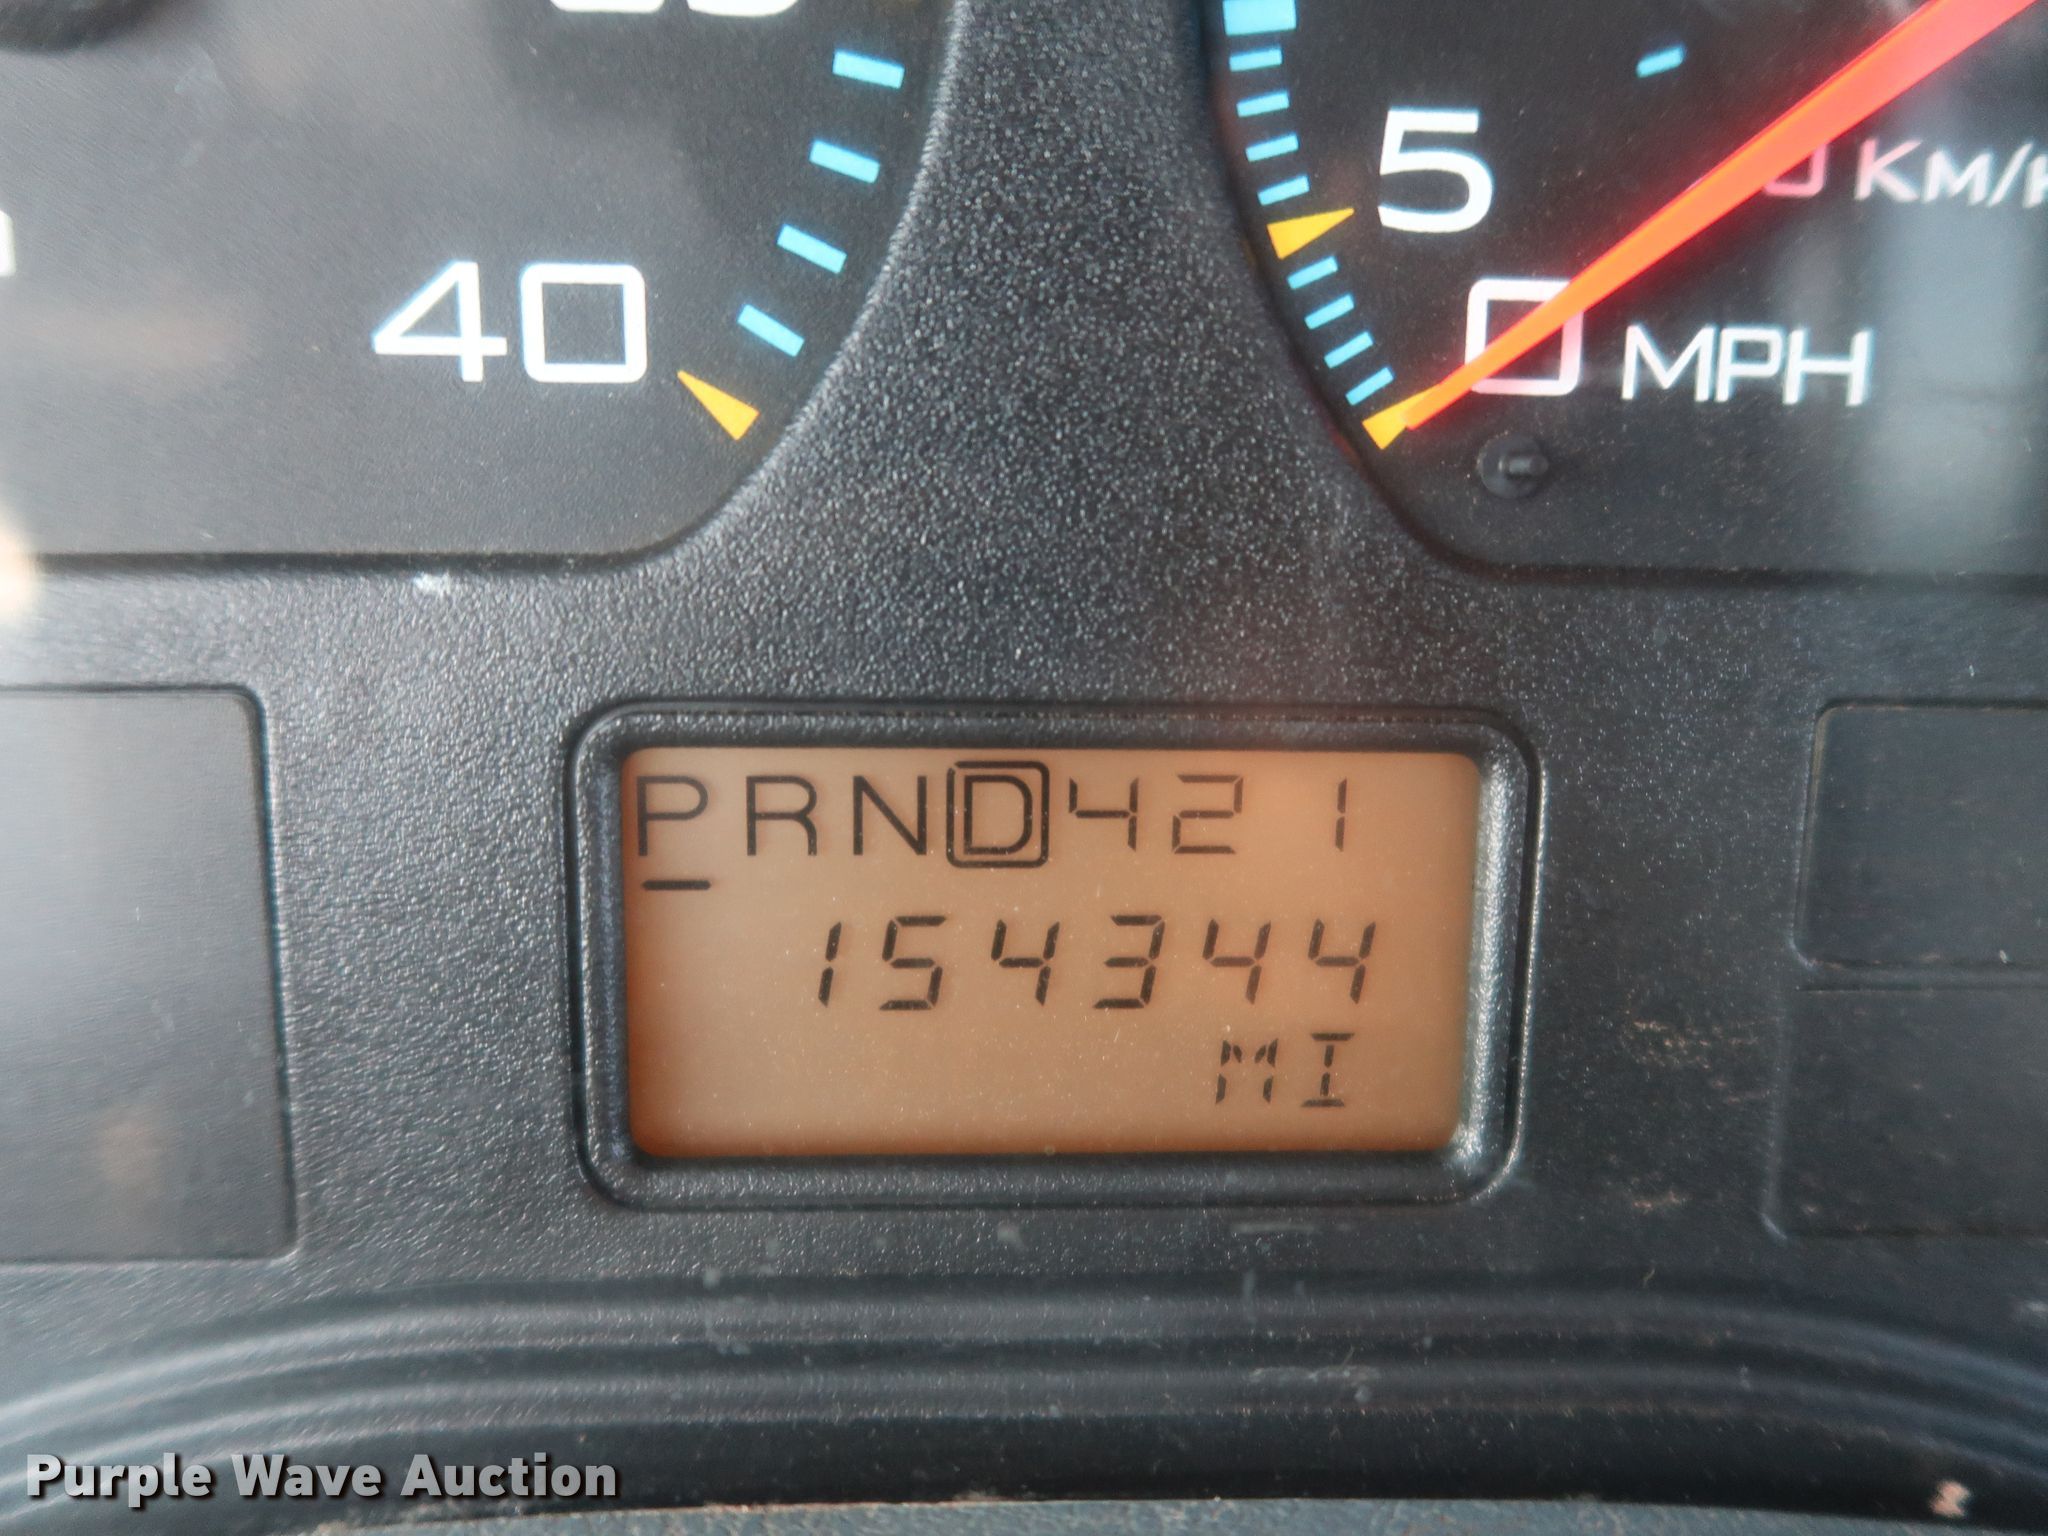 5
KM/
40
0 MPH
PRND421
154344
MI
Purple Wave Auction